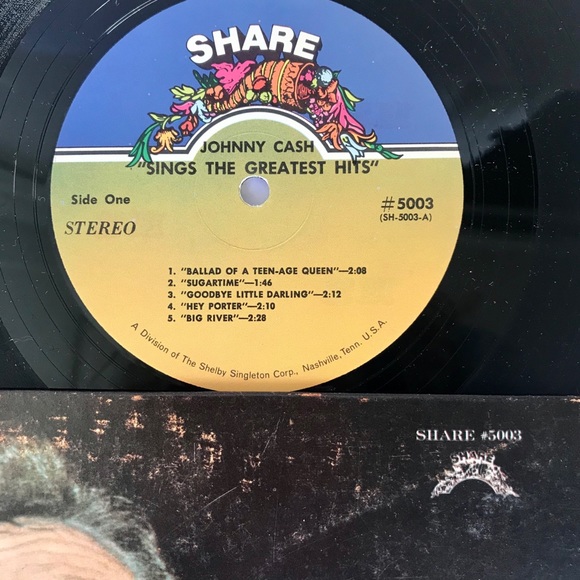 SHARE
JOHNNY CASH
"SINGS THE GREATEST HITS"
Side One
#5003
(SH-5003-A)
STEREO
1. "BALLAD OF A TEEN-AGE QUEEN"—2:08
2. "SUGARTIME"—1:46
3. "GOODBYE LITTLE DARLING"—2:12
4. "HEY PORTER"—2:10
5. "BIG RIVER"—2:28
A Division of The Shelby Singleton Corp., Nashville, Tenn. U.S.A.
SHARE #5003
SHARE